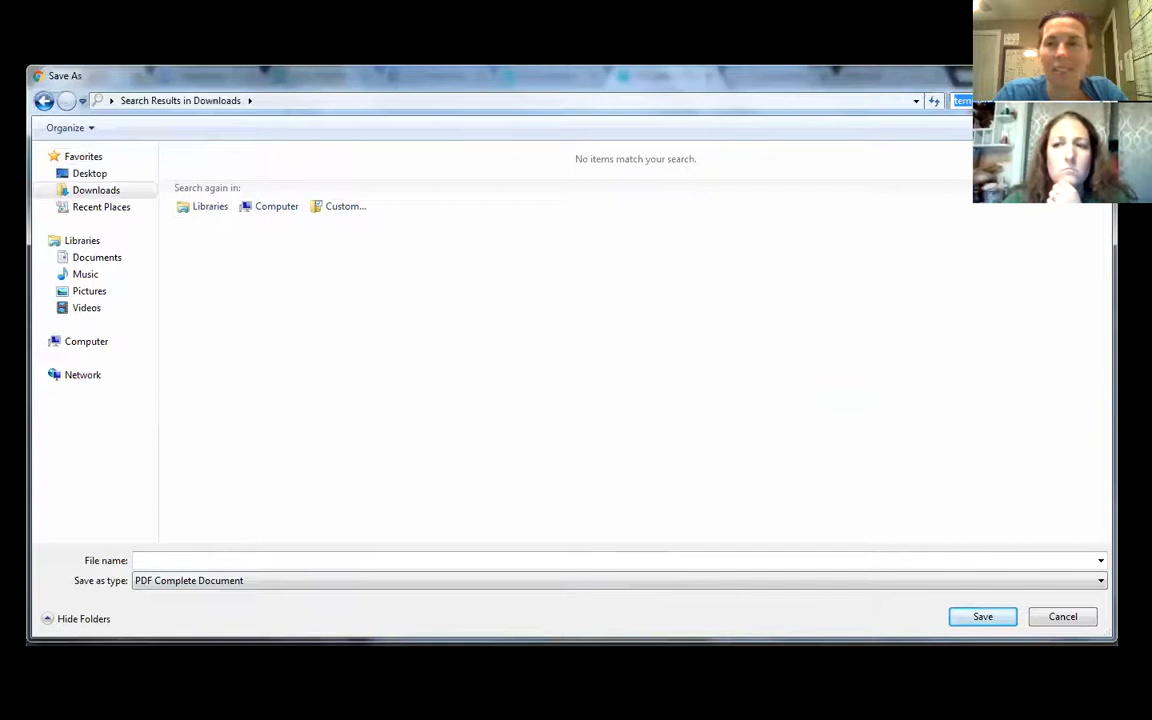 Save As
Search Results in Downloads
Organize
No items match your search.
Favorites
Desktop
Downloads
Recent Places
Search again in:
Libraries
Computer
Custom...
Libraries
Documents
Music
Pictures
Videos
Computer
Network
File name:
Save as type: PDF Complete Document
Hide Folders
Save
Cancel